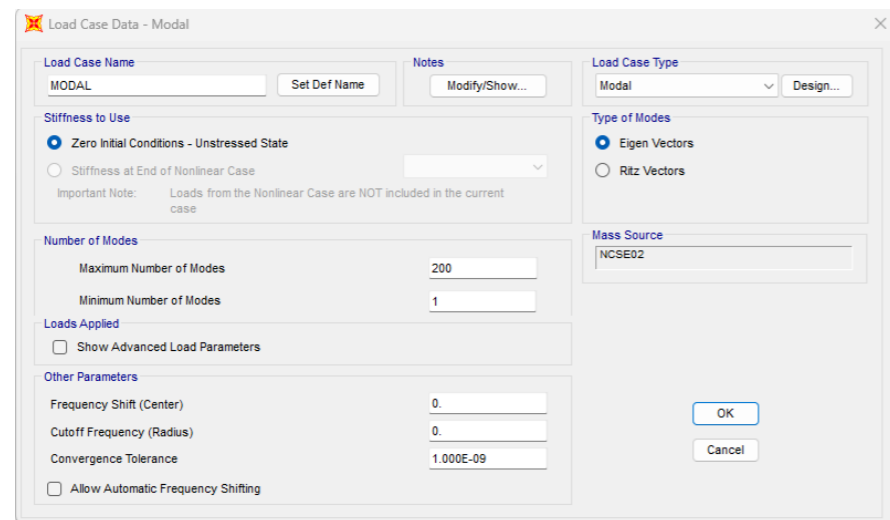 Load Case Data - Modal
Load Case Name
MODAL
Set Def Name
Notes
Modify/Show...
Load Case Type
Modal
Design...
Stiffness to Use
Zero Initial Conditions - Unstressed State
Stiffness at End of Nonlinear Case
Important Note: Loads from the Nonlinear Case are NOT included in the current
case
Type of Modes
Eigen Vectors
Ritz Vectors
Number of Modes
Maximum Number of Modes 200
Minimum Number of Modes 1
Mass Source
NCSE02
Loads Applied
Show Advanced Load Parameters
Other Parameters
Frequency Shift (Center) 0.
Cutoff Frequency (Radius) 0.
Convergence Tolerance 1.000E-09
Allow Automatic Frequency Shifting
OK
Cancel